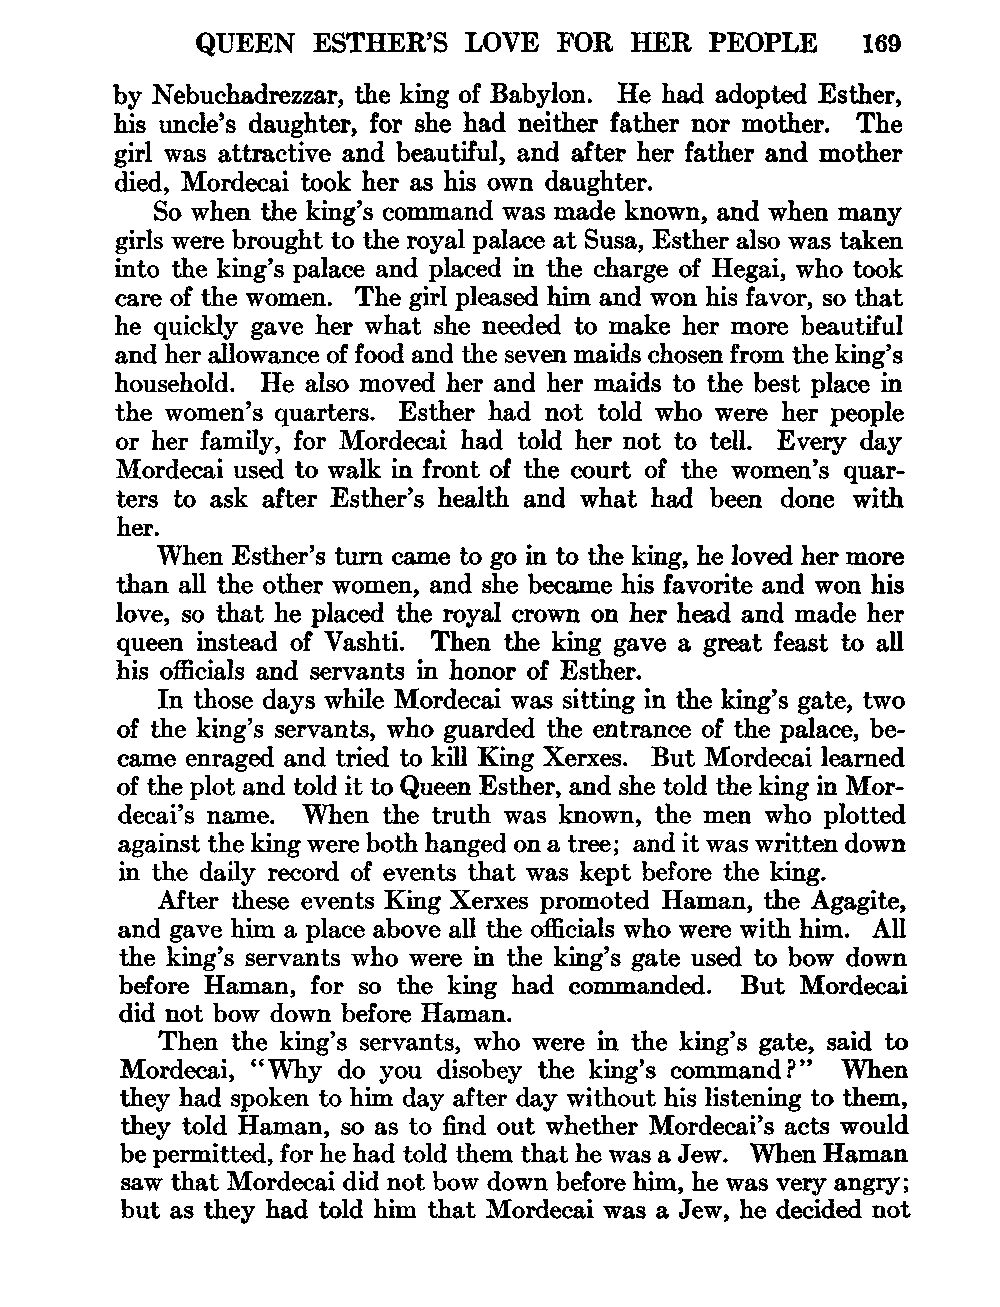 QUEEN ESTHER'S LOVE FOR HER PEOPLE 169
by Nebuchadrezzar, the king of Babylon. He had adopted Esther,
his uncle's daughter, for she had neither father nor mother. The
girl was attractive and beautiful, and after her father and mother
died, Mordecai took her as his own daughter.
So when the king's command was made known, and when many
girls were brought to the royal palace at Susa, Esther also was taken
into the king's palace and placed in the charge of Hegai, who took
care of the women. The girl pleased him and won his favor, so that
he quickly gave her what she needed to make her more beautiful
and her allowance of food and the seven maids chosen from the king's
household. He also moved her and her maids to the best place in
the women's quarters. Esther had not told who were her people
or her family, for Mordecai had told her not to tell. Every day
Mordecai used to walk in front of the court of the women's quar-
ters to ask after Esther's health and what had been done with
her.
When Esther's turn came to go in to the king, he loved her more
than all the other women, and she became his favorite and won his
love, so that he placed the royal crown on her head and made her
queen instead of Vashti. Then the king gave a great feast to all
his officials and servants in honor of Esther.
In those days while Mordecai was sitting in the king's gate, two
of the king's servants, who guarded the entrance of the palace, be-
came enraged and tried to kill King Xerxes. But Mordecai learned
of the plot and told it to Queen Esther, and she told the king in Mor-
decai's name. When the truth was known, the men who plotted
against the king were both hanged on a tree; and it was written down
in the daily record of events that was kept before the king.
After these events King Xerxes promoted Haman, the Agagite,
and gave him a place above all the officials who were with him. All
the king's servants who were in the king's gate used to bow down
before Haman, for so the king had commanded. But Mordecai
did not bow down before Haman.
Then the king's servants, who were in the king's gate, said to
Mordecai, "Why do you disobey the king's command?" When
they had spoken to him day after day without his listening to them,
they told Haman, so as to find out whether Mordecai's acts would
be permitted, for he had told them that he was a Jew. When Haman
saw that Mordecai did not bow down before him, he was very angry;
but as they had told him that Mordecai was a Jew, he decided not